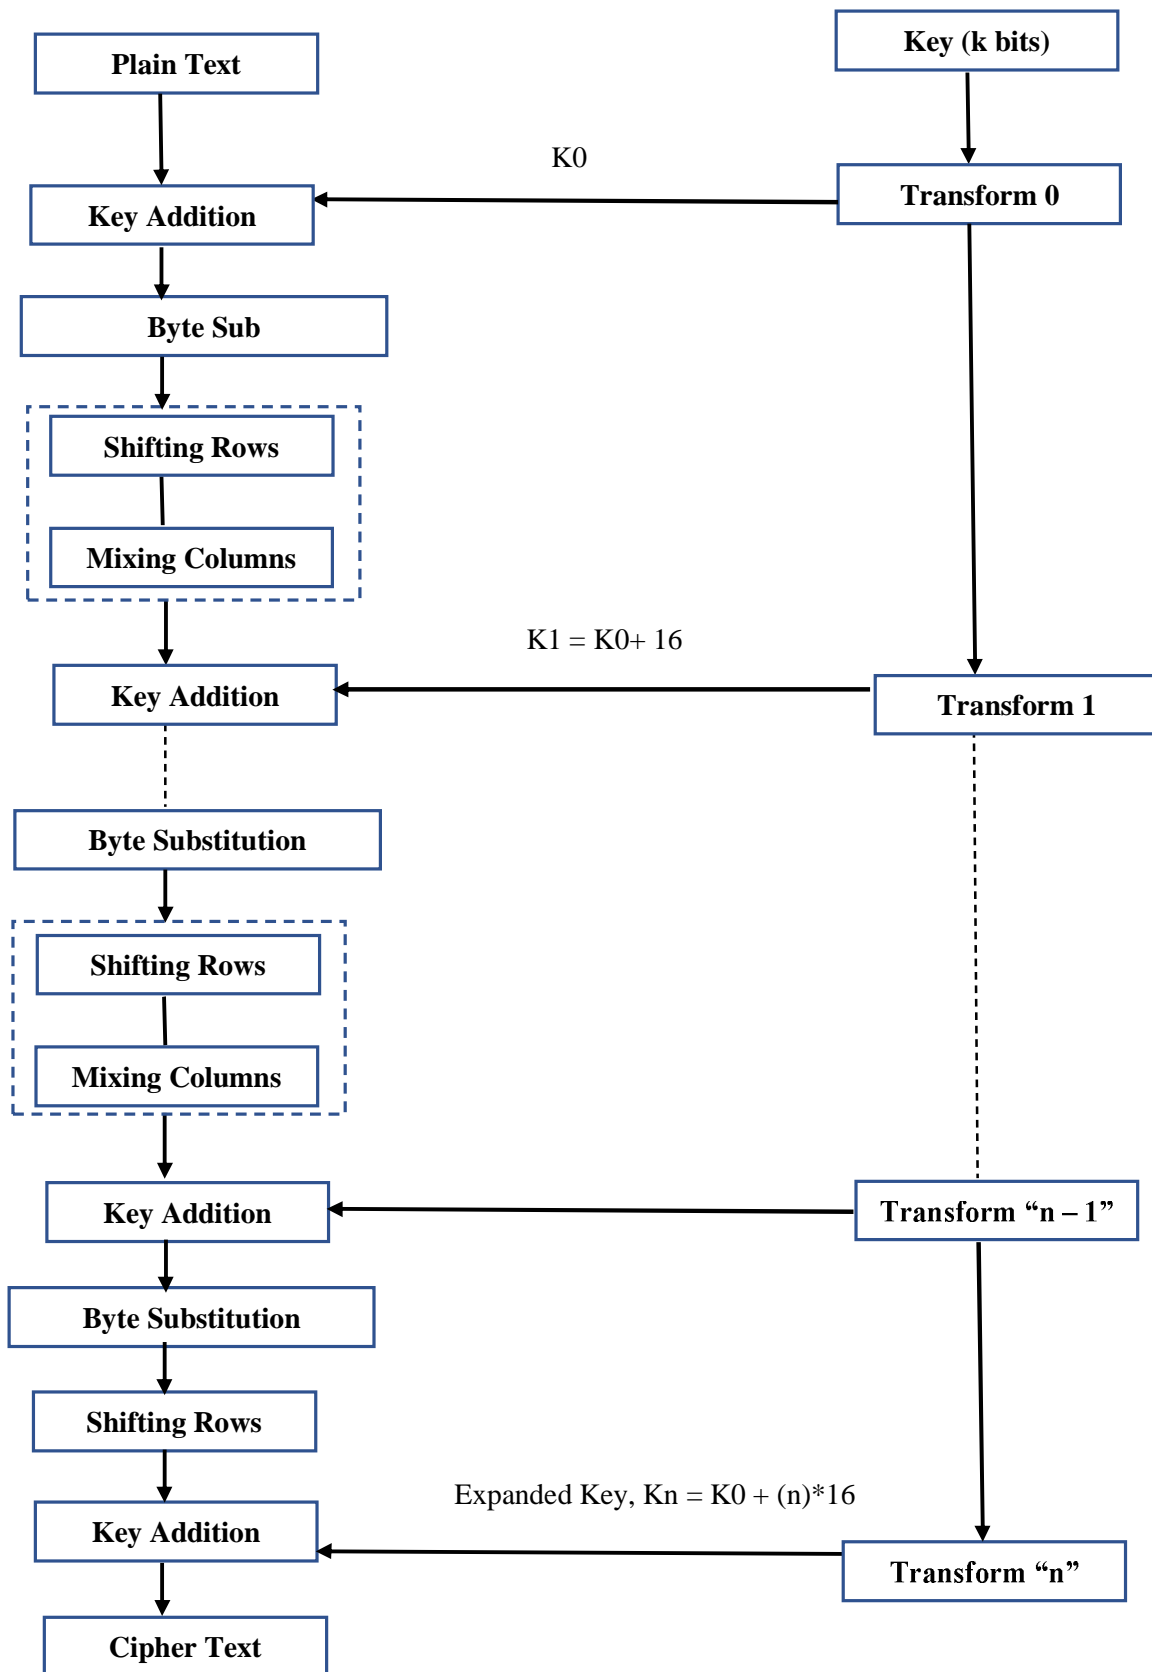 Key (k bits)
Plain Text
K0
Transform 0
Key Addition
Byte Sub
Shifting Rows
Mixing Columns
K1 = K0+ 16
Key Addition
Transform 1
Byte Substitution
Shifting Rows
Mixing Columns
Key Addition
Transform “n – 1”
Byte Substitution
Shifting Rows
Expanded Key, Kn = K0 + (n)*16
Key Addition
Transform “n”
Cipher Text